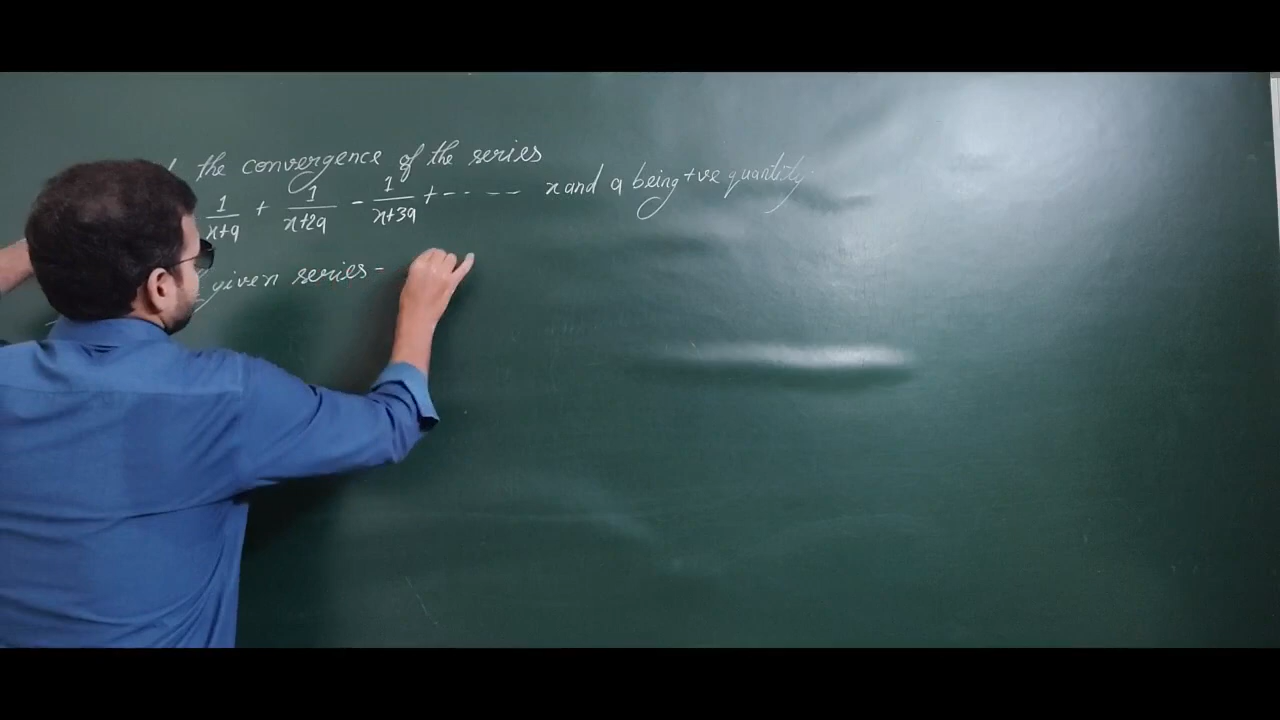 the convergence of the series
1/x+a + 1/x+2a - 1/x+3a + ---- x and a being +ve quantity.
given series -